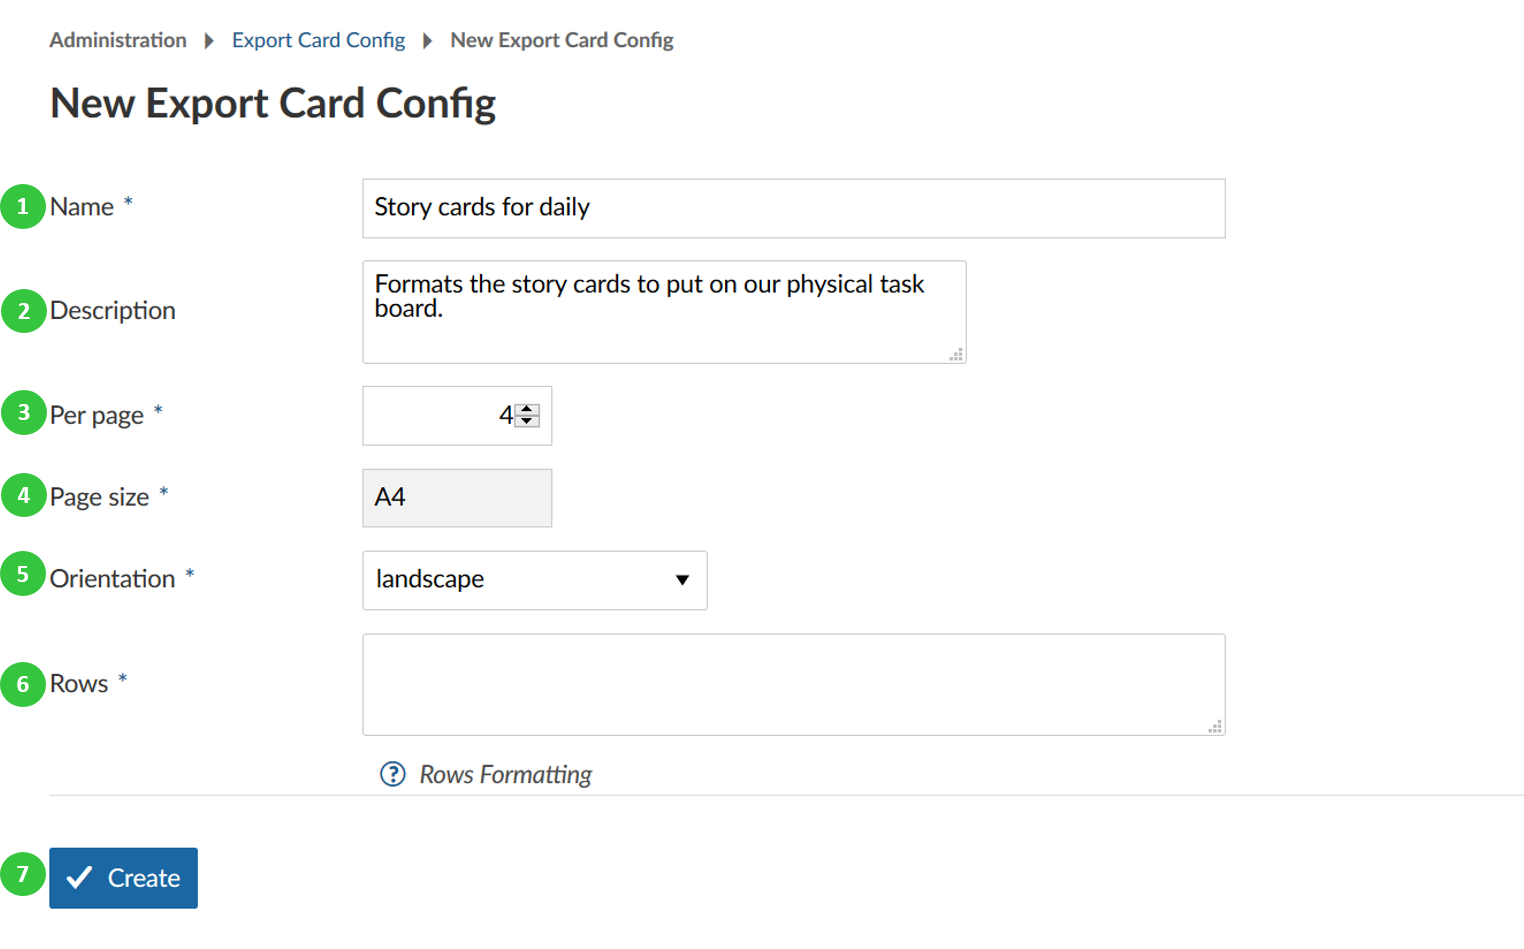 Administration Export Card Config New Export Card Config
New Export Card Config
1 Name * Story cards for daily
2 Description Formats the story cards to put on our physical task
board.
3 Per page * 4
4 Page size * A4
5 Orientation * landscape
6 Rows *
? Rows Formatting
7 Create